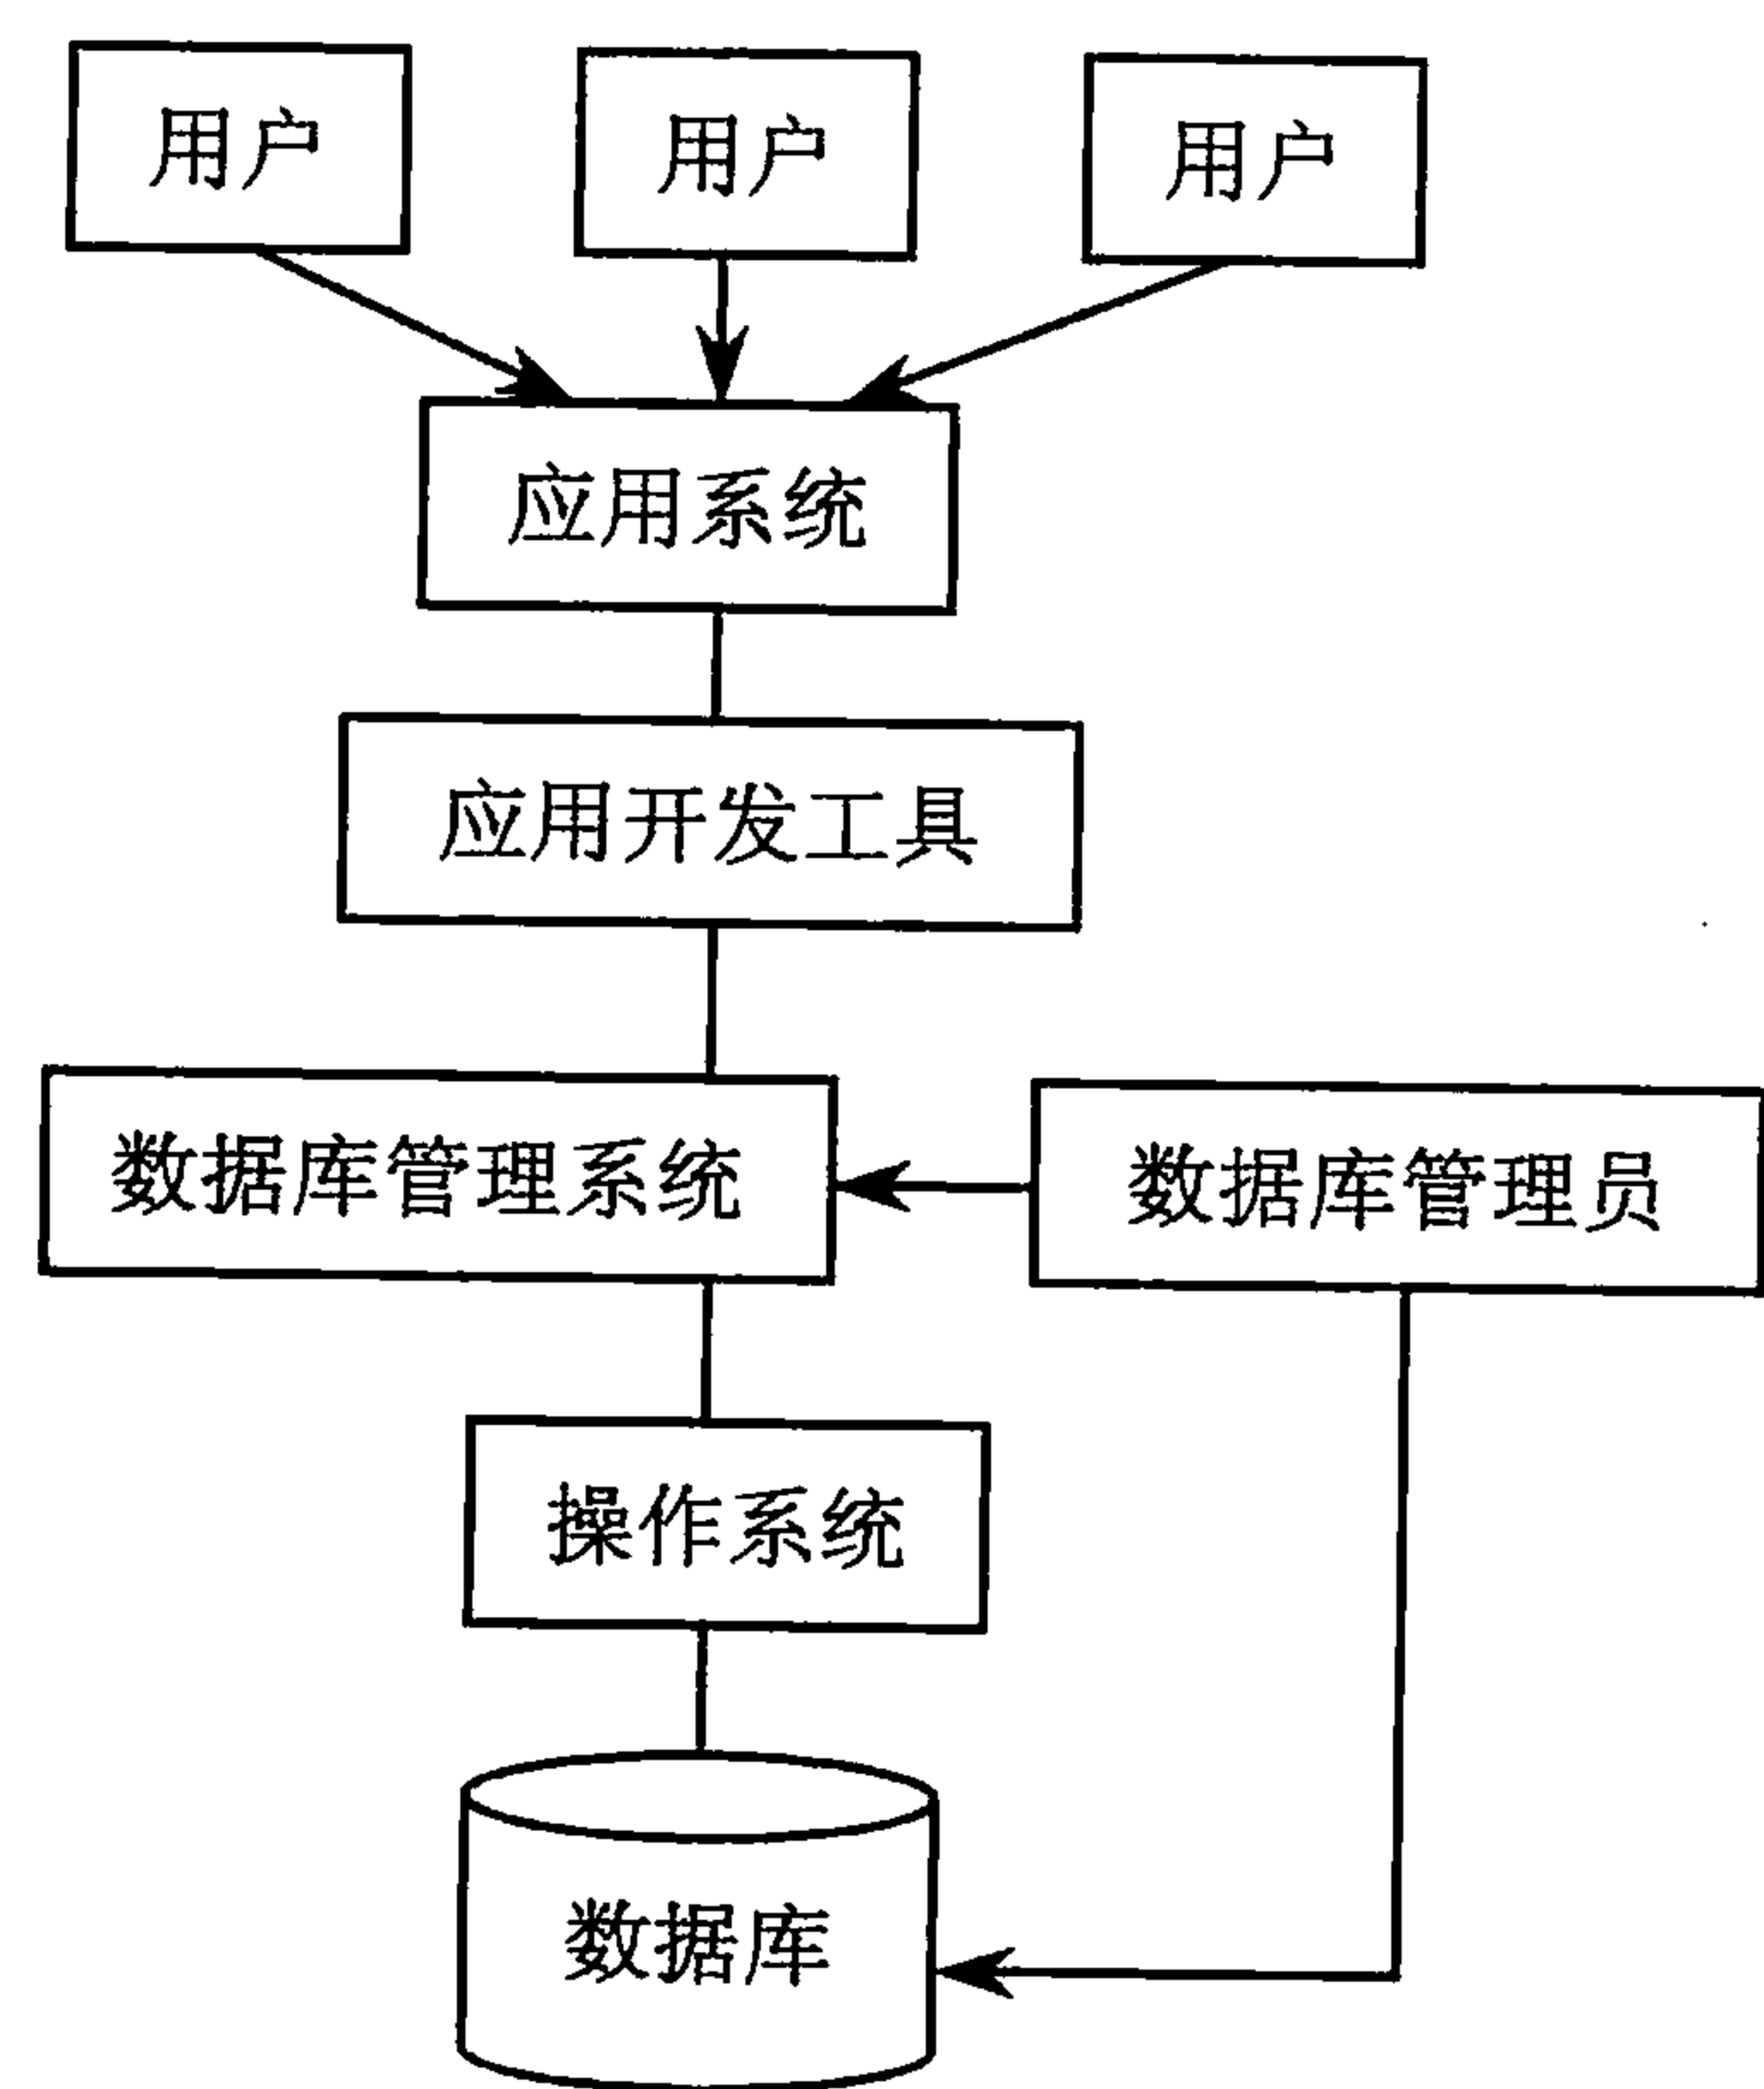 用户
用户
用户
应用系统
应用开发工具
数据库管理系统
数据库管理员
操作系统
数据库